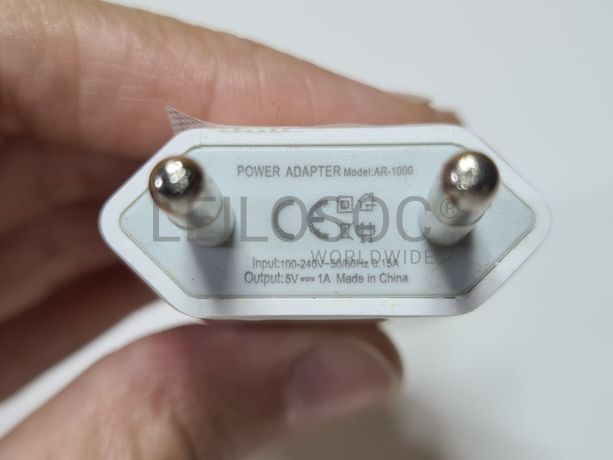 POWER ADAPTER Model:AR-1000
CE
LEILOSOC®
WORLDWIDE
Input:100-240V~50/60Hz 0.15A
Output:5V⎓1A Made in China